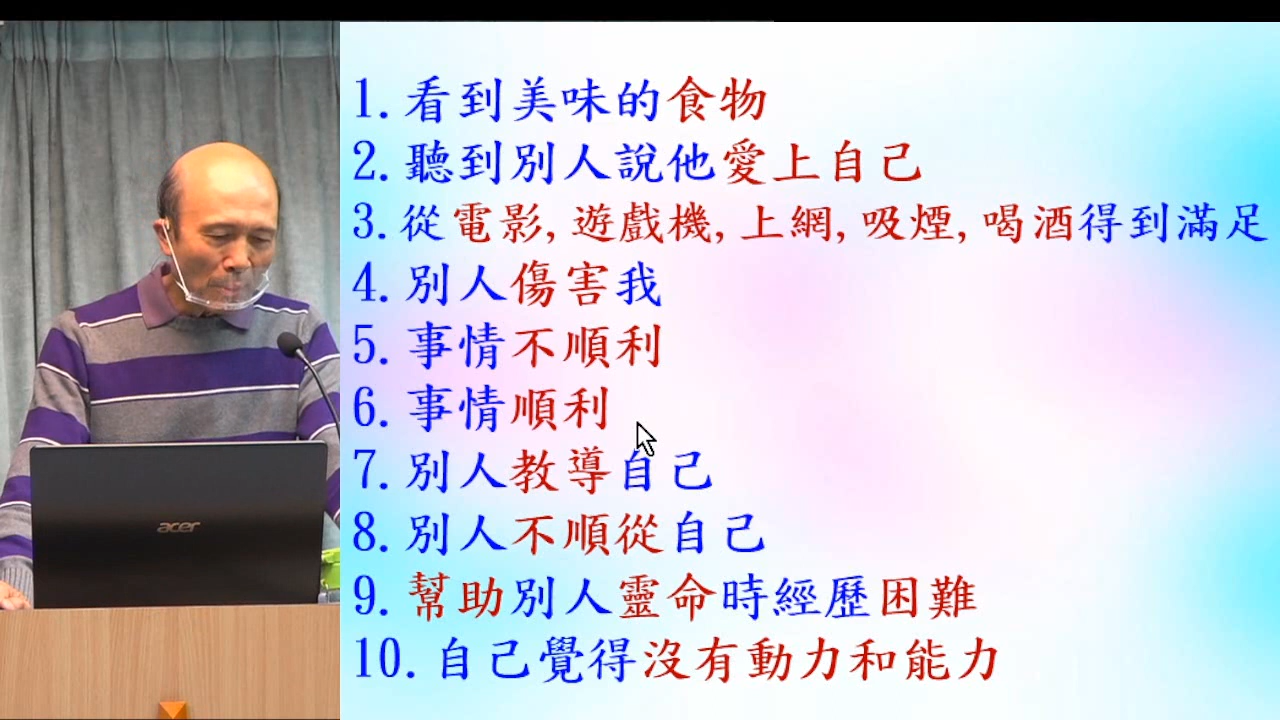 1.看到美味的食物
2.聽到別人說他愛上自己
3.從電影,遊戲機,上網,吸煙,喝酒得到滿足
4.別人傷害我
5.事情不順利
6.事情順利
7.別人教導自己
8.別人不順從自己
9.幫助別人靈命時經歷困難
10.自己覺得沒有動力和能力
acer